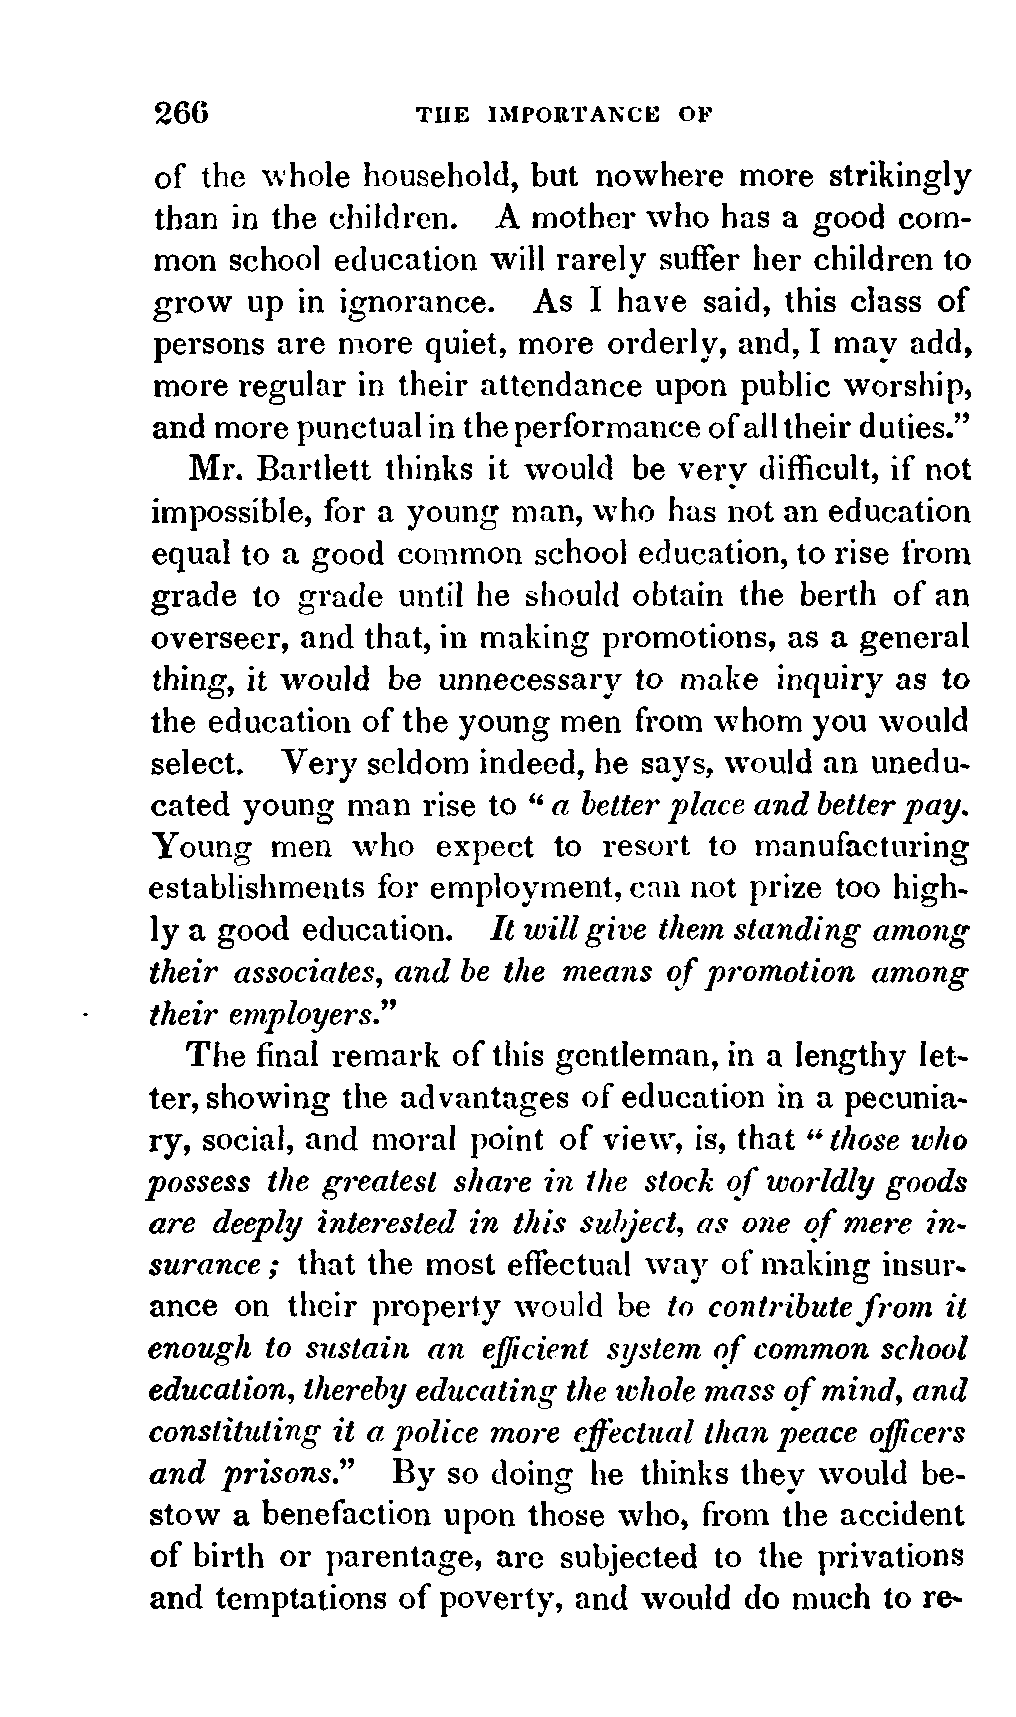 266 THE IMPORTANCE OF
of the whole household, but nowhere more strikingly
than in the children. A mother who has a good com-
mon school education will rarely suffer her children to
grow up in ignorance. As I have said, this class of
persons are more quiet, more orderly, and, I may add,
more regular in their attendance upon public worship,
and more punctual in the performance of all their duties.”
Mr. Bartlett thinks it would be very difficult, if not
impossible, for a young man, who has not an education
equal to a good common school education, to rise from
grade to grade until he should obtain the berth of an
overseer, and that, in making promotions, as a general
thing, it would be unnecessary to make inquiry as to
the education of the young men from whom you would
select. Very seldom indeed, he says, would an unedu-
cated young man rise to “a better place and better pay.
Young men who expect to resort to manufacturing
establishments for employment, can not prize too high-
ly a good education. It will give them standing among
their associates, and be the means of promotion among
their employers.”
The final remark of this gentleman, in a lengthy let-
ter, showing the advantages of education in a pecunia-
ry, social, and moral point of view, is, that “those who
possess the greatest share in the stock of worldly goods
are deeply interested in this subject, as one of mere in-
surance; that the most effectual way of making insur-
ance on their property would be to contribute from it
enough to sustain an efficient system of common school
education, thereby educating the whole mass of mind, and
constituting it a police more effectual than peace officers
and prisons.” By so doing he thinks they would be-
stow a benefaction upon those who, from the accident
of birth or parentage, are subjected to the privations
and temptations of poverty, and would do much to re-